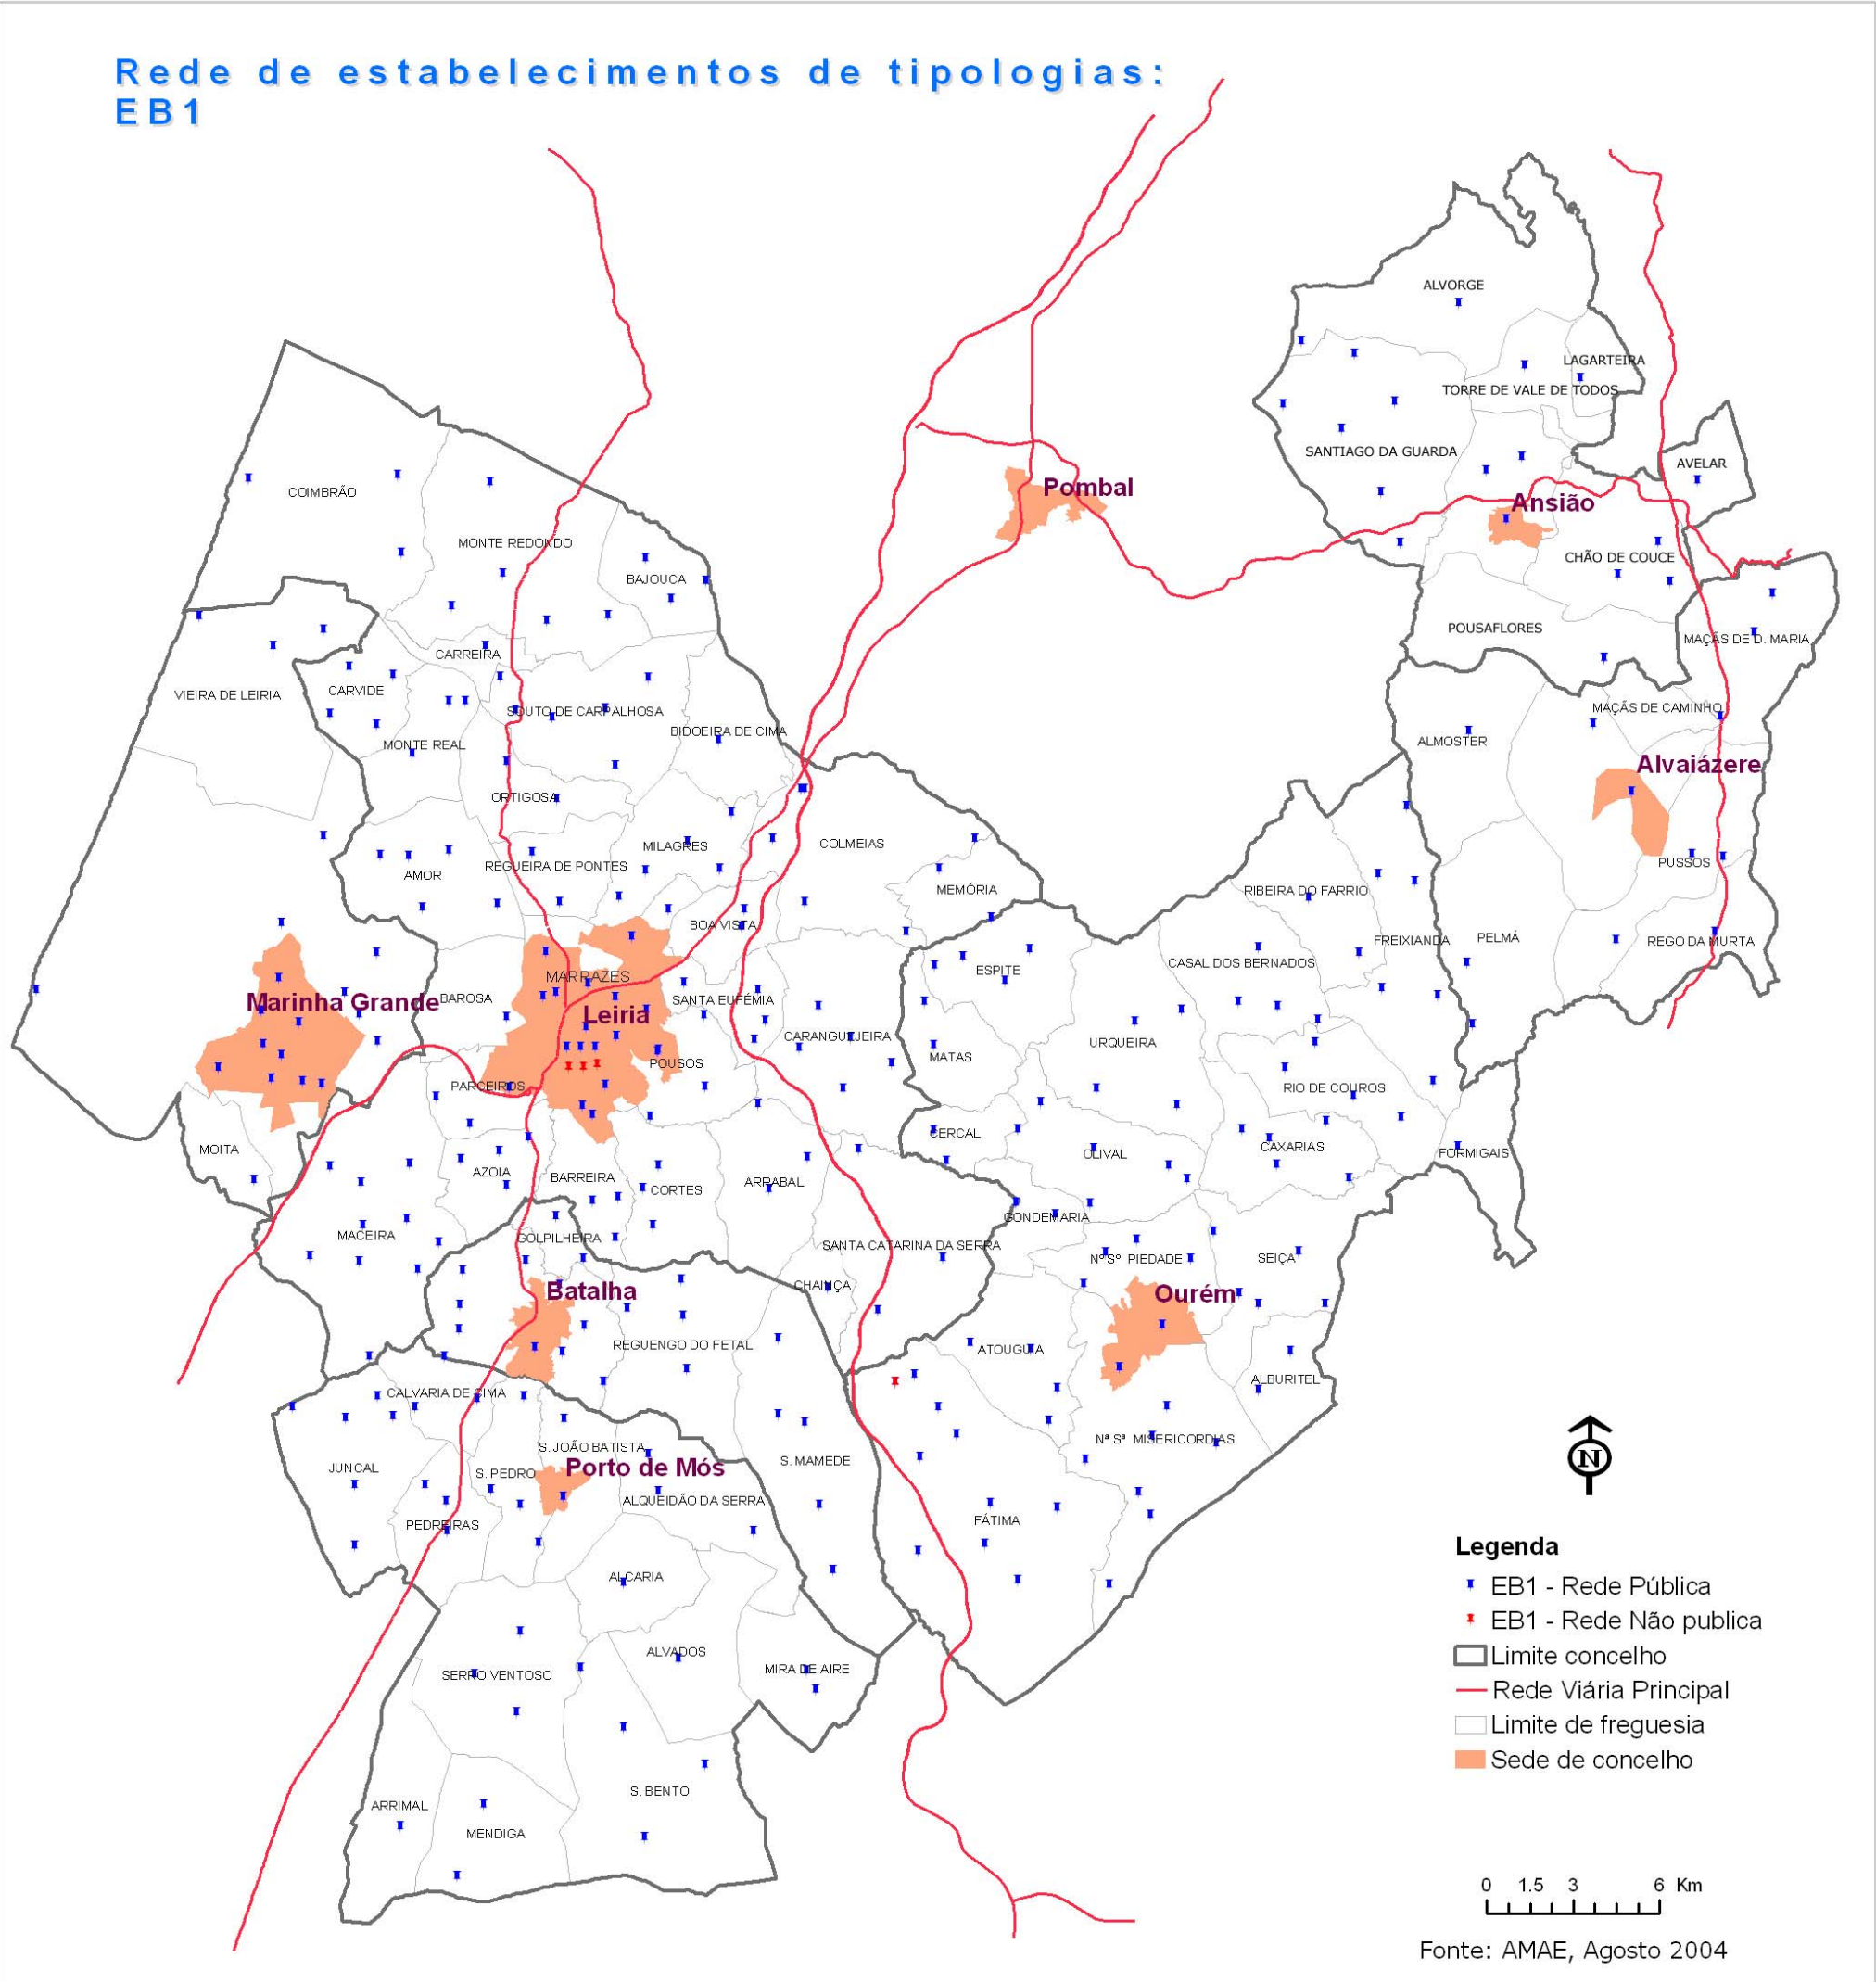 Rede de estabelecimentos de tipologias:
EB1
ALVORGE
LAGARTEIRA
TORRE DE VALE DE TODOS
SANTIAGO DA GUARDA
AVELAR
Pombal
Ansião
COIMBRÃO
MONTE REDONDO
CHÃO DE COUCE
BAJOUCA
POUSAFLORES
MAÇÃS DE D. MARIA
CARREIRA
CARVIDE
VIEIRA DE LEIRIA
SOUTO DE CARPALHOSA
MAÇÃS DE CAMINHO
BIDOEIRA DE CIMA
MONTE REAL
ALMOSTER
Alvaiázere
ORTIGOSA
COLMEIAS
MILAGRES
REGUEIRA DE PONTES
PUSSOS
AMOR
MEMÓRIA
RIBEIRA DO FARRIO
BOA VISTA
FREIXIANDA
PELMÁ
REGO DA MURTA
CASAL DOS BERNADOS
ESPITE
MARRAZES
Marinha Grande
BAROSA
SANTA EUFÉMIA
Leiria
CARANGUEJEIRA
URQUEIRA
MATAS
POUSOS
PARCEIROS
RIO DE COUROS
CERCAL
MOITA
CAXARIAS
OLIVAL
FORMIGAIS
AZOIA
BARREIRA
CORTES
ARRABAL
GONDEMARIA
MACEIRA
GOLPILHEIRA
SANTA CATARINA DA SERRA
NºSº PIEDADE
SEIÇA
CHAINÇA
Batalha
Ourém
REGUENGO DO FETAL
ATOUGUIA
ALBURITEL
CALVARIA DE CIMA
Nª Sª MISERICORDIAS
S. JOÃO BATISTA
S. MAMEDE
JUNCAL
S. PEDRO
Porto de Mós
ALQUEIDÃO DA SERRA
PEDREIRAS
FÁTIMA
ALCARIA
ALVADOS
SERRO VENTOSO
MIRA DE AIRE
S. BENTO
ARRIMAL
MENDIGA
N
Legenda
EB1 - Rede Pública
EB1 - Rede Não publica
Limite concelho
Rede Viária Principal
Limite de freguesia
Sede de concelho
0 1.5 3 6 Km
Fonte: AMAE, Agosto 2004